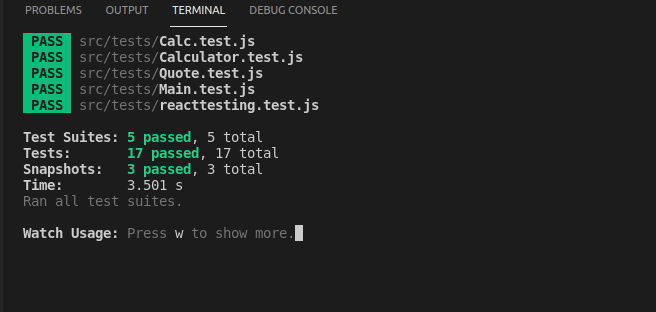 PROBLEMS OUTPUT TERMINAL DEBUG CONSOLE
PASS src/tests/Calc.test.js
PASS src/tests/Calculator.test.js
PASS src/tests/Quote.test.js
PASS src/tests/Main.test.js
PASS src/tests/reacttesting.test.js
Test Suites: 5 passed, 5 total
Tests: 17 passed, 17 total
Snapshots: 3 passed, 3 total
Time: 3.501 s
Ran all test suites.
Watch Usage: Press w to show more.